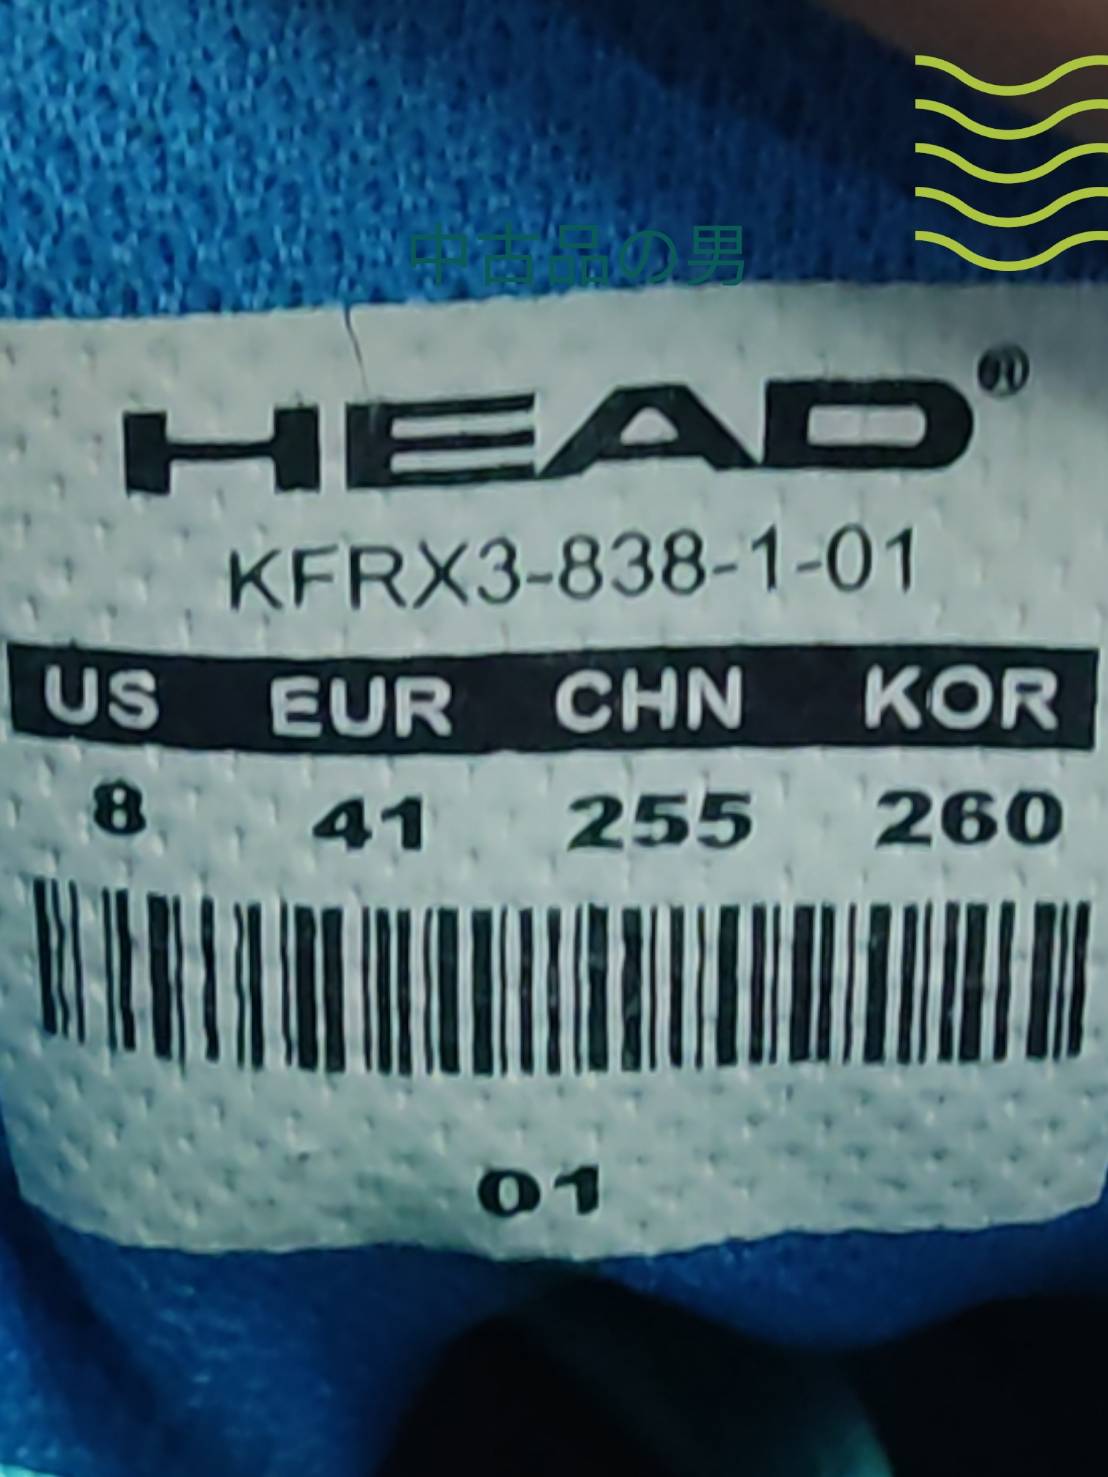 中古品の男
HEAD®
KFRX3-838-1-01
US EUR CHN KOR
8 41 255 260
01